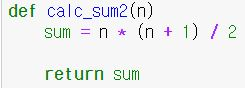 def calc_sum2(n)
    sum = n * (n + 1) / 2
    return sum